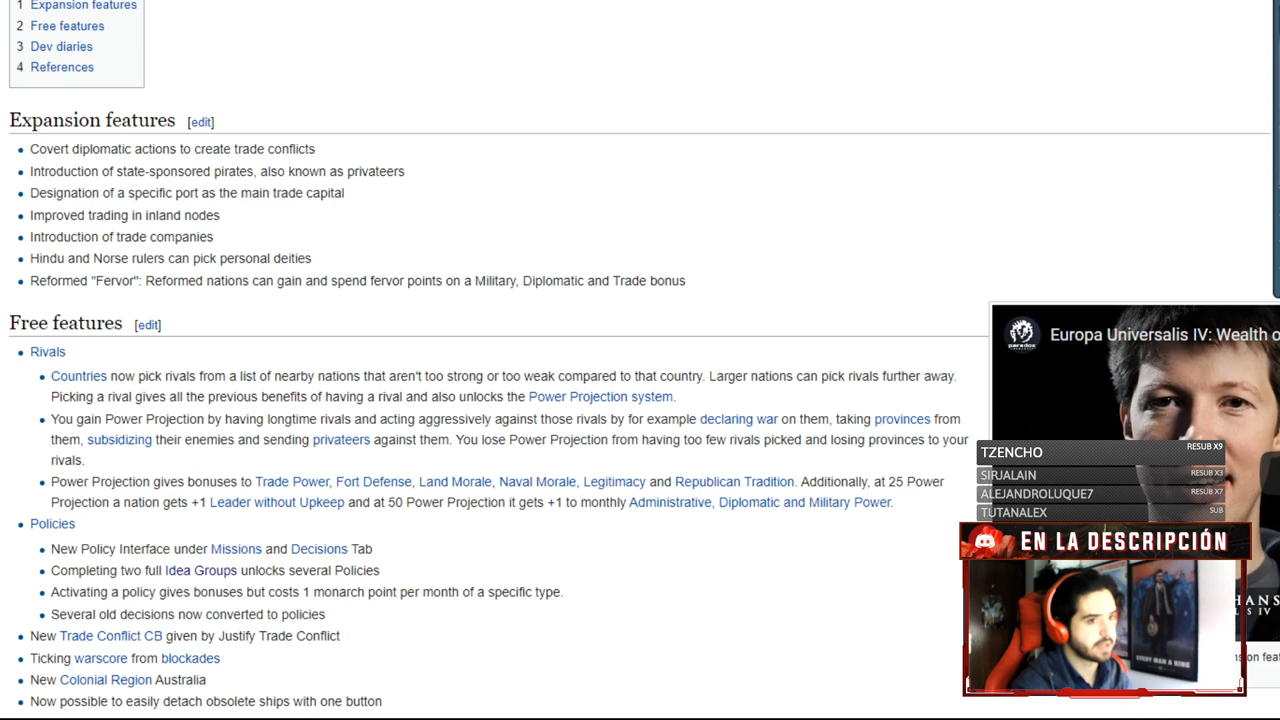 1 Expansion features
2 Free features
3 Dev diaries
4 References
Expansion features [edit]
Covert diplomatic actions to create trade conflicts
Introduction of state-sponsored pirates, also known as privateers
Designation of a specific port as the main trade capital
Improved trading in inland nodes
Introduction of trade companies
Hindu and Norse rulers can pick personal deities
Reformed "Fervor": Reformed nations can gain and spend fervor points on a Military, Diplomatic and Trade bonus
Free features [edit]
Rivals
Countries now pick rivals from a list of nearby nations that aren't too strong or too weak compared to that country. Larger nations can pick rivals further away.
Picking a rival gives all the previous benefits of having a rival and also unlocks the Power Projection system.
You gain Power Projection by having longtime rivals and acting aggressively against those rivals by for example declaring war on them, taking provinces from
them, subsidizing their enemies and sending privateers against them. You lose Power Projection from having too few rivals picked and losing provinces to your
rivals.
Power Projection gives bonuses to Trade Power, Fort Defense, Land Morale, Naval Morale, Legitimacy and Republican Tradition. Additionally, at 25 Power
Projection a nation gets +1 Leader without Upkeep and at 50 Power Projection it gets +1 to monthly Administrative, Diplomatic and Military Power.
Policies
New Policy Interface under Missions and Decisions Tab
Completing two full Idea Groups unlocks several Policies
Activating a policy gives bonuses but costs 1 monarch point per month of a specific type.
Several old decisions now converted to policies
New Trade Conflict CB given by Justify Trade Conflict
Ticking warscore from blockades
New Colonial Region Australia
Now possible to easily detach obsolete ships with one button
Europa Universalis IV: Wealth o
TZENCHO RESUB X9
SIRJALAIN RESUB X3
ALEJANDROLUQUE7 RESUB X7
TUTANALEX SUB
EN LA DESCRIPCIÓN
EVERY MAN A KING